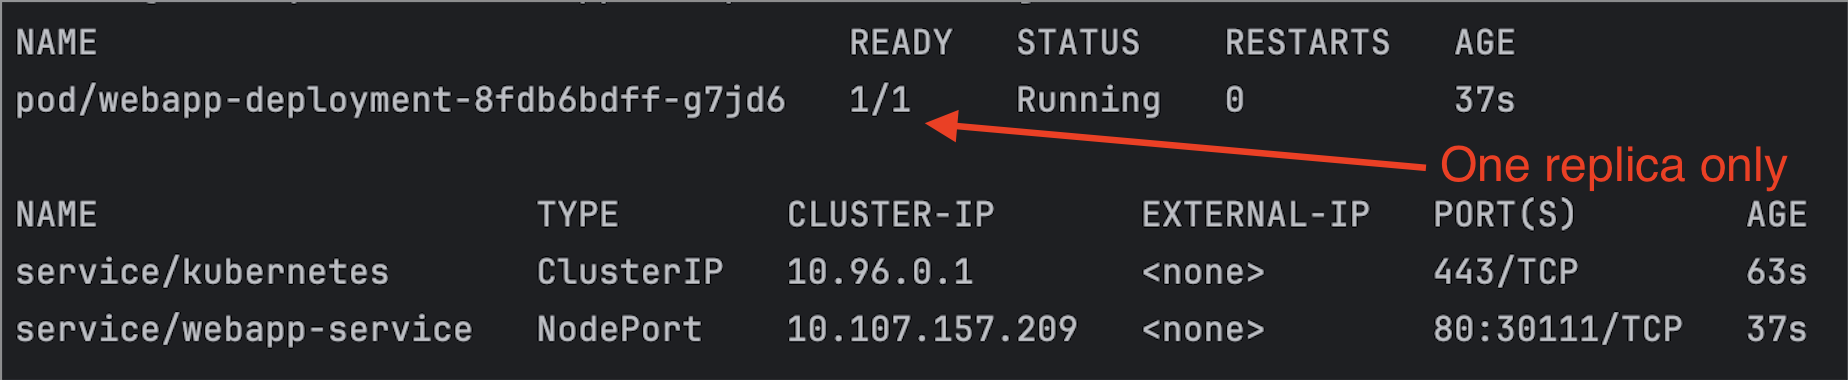 NAME READY STATUS RESTARTS AGE
pod/webapp-deployment-8fdb6bdff-g7jd6 1/1 Running 0 37s
One replica only
NAME TYPE CLUSTER-IP EXTERNAL-IP PORT(S) AGE
service/kubernetes ClusterIP 10.96.0.1 <none> 443/TCP 63s
service/webapp-service NodePort 10.107.157.209 <none> 80:30111/TCP 37s